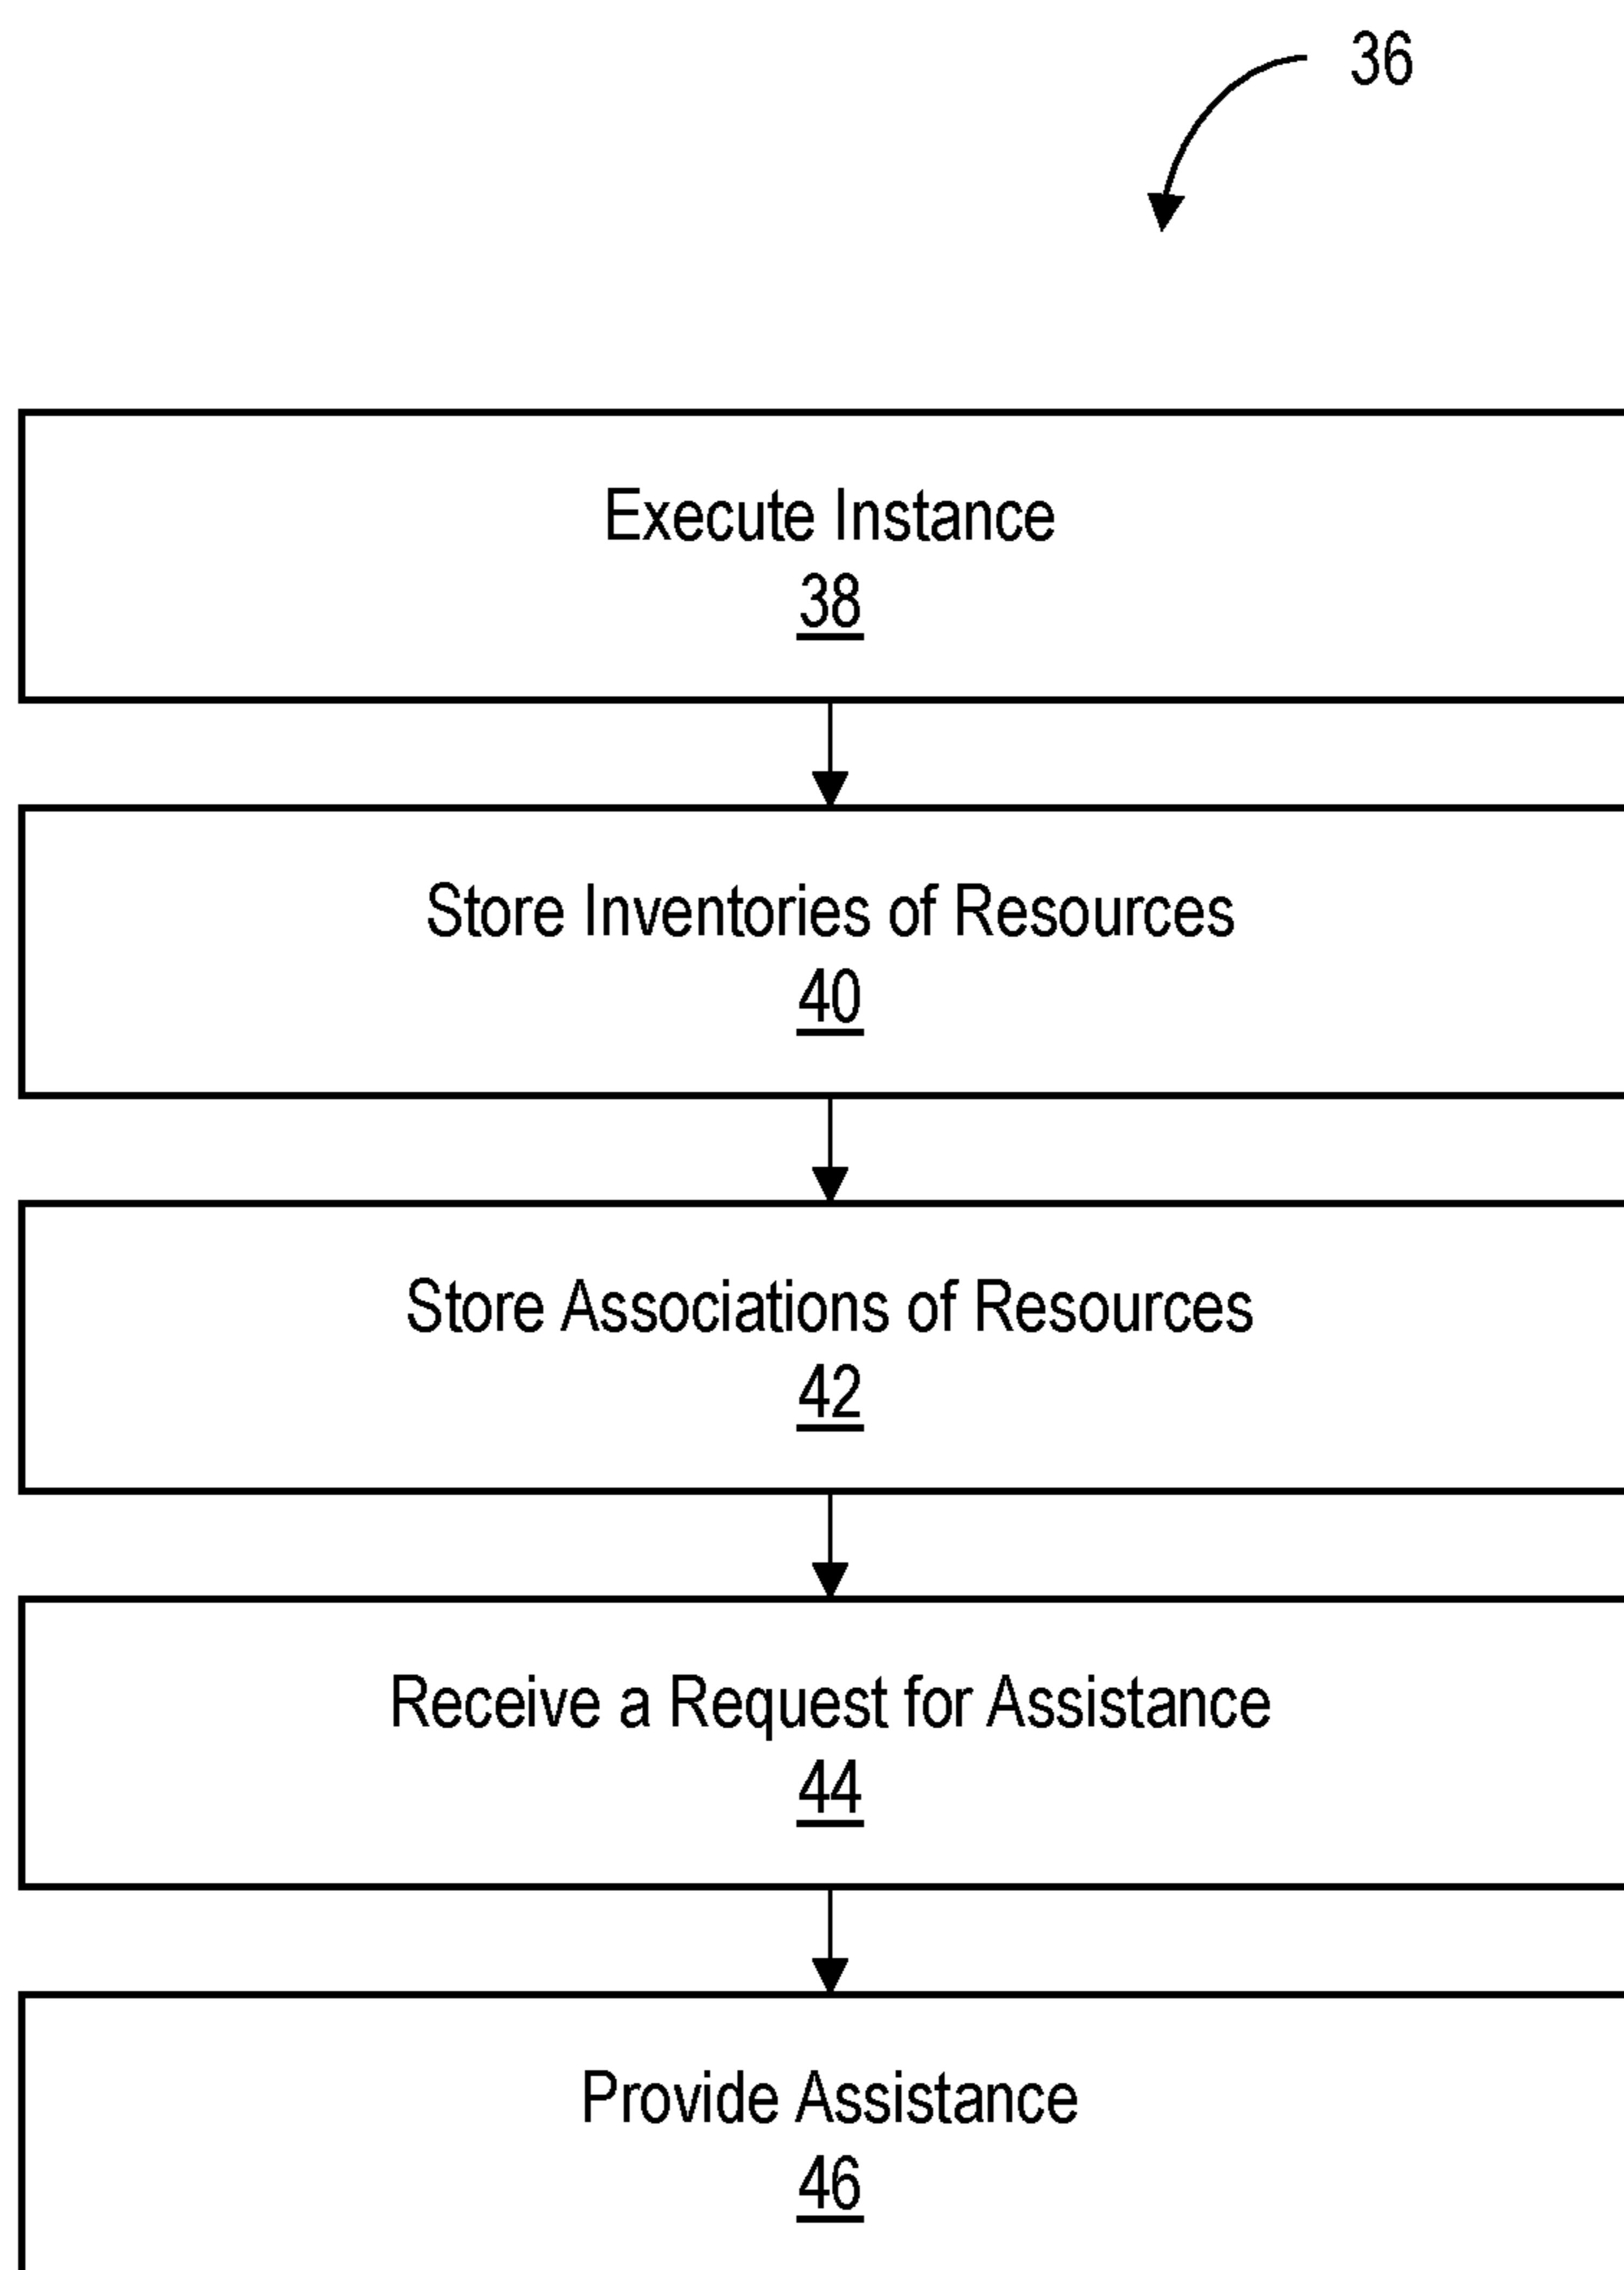 36
Execute Instance
38
Store Inventories of Resources
40
Store Associations of Resources
42
Receive a Request for Assistance
44
Provide Assistance
46